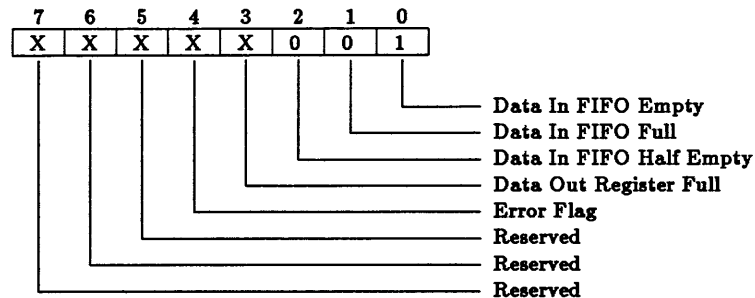 7 6 5 4 3 2 1 0
X X X X X 0 0 1
Data In FIFO Empty
Data In FIFO Full
Data In FIFO Half Empty
Data Out Register Full
Error Flag
Reserved
Reserved
Reserved